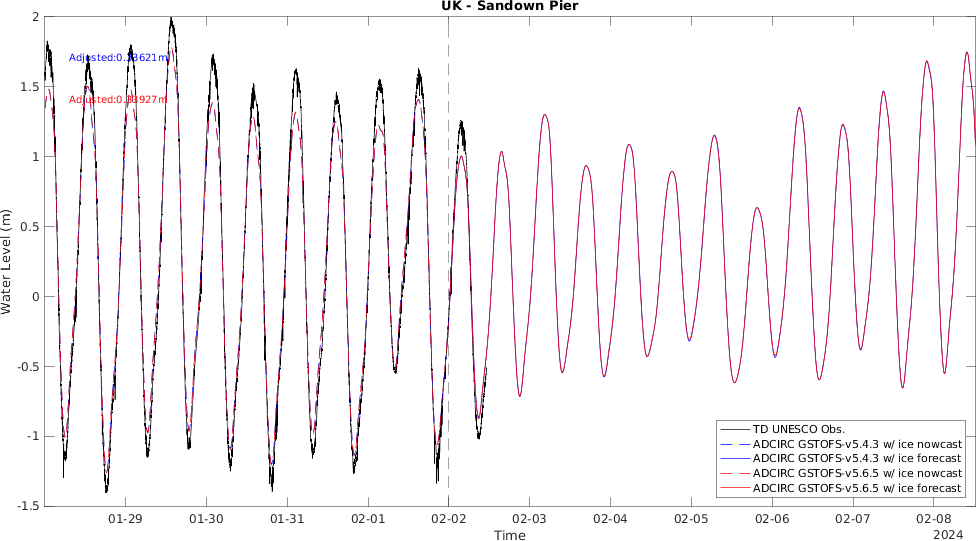 UK - Sandown Pier
2
1.5
1
0.5
0
-0.5
-1
-1.5
Water Level (m)
Adjusted:0.33621m
Adjusted:0.33927m
TD UNESCO Obs.
ADCIRC GSTOFS-v5.4.3 w/ ice nowcast
ADCIRC GSTOFS-v5.4.3 w/ ice forecast
ADCIRC GSTOFS-v5.6.5 w/ ice nowcast
ADCIRC GSTOFS-v5.6.5 w/ ice forecast
01-29 01-30 01-31 02-01 02-02 02-03 02-04 02-05 02-06 02-07 02-08
Time
2024